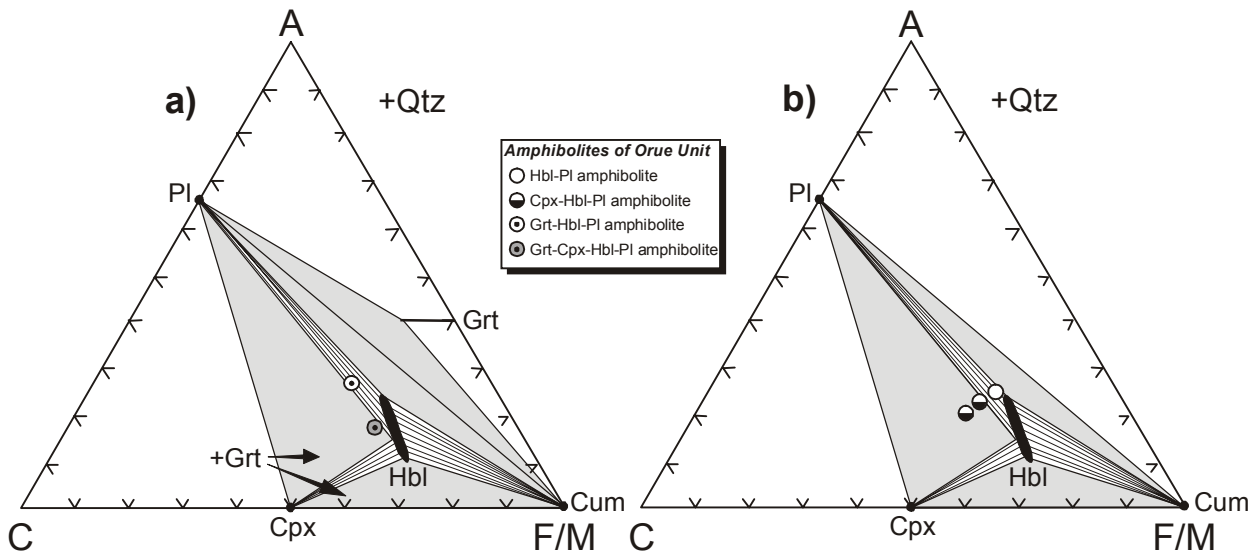 A
a)
+Qtz
Pl
Grt
+Grt
Hbl
Cum
Cpx
C
F/M
Amphibolites of Orue Unit
Hbl-Pl amphibolite
Cpx-Hbl-Pl amphibolite
Grt-Hbl-Pl amphibolite
Grt-Cpx-Hbl-Pl amphibolite
A
b)
+Qtz
Pl
Hbl
Cum
Cpx
C
F/M